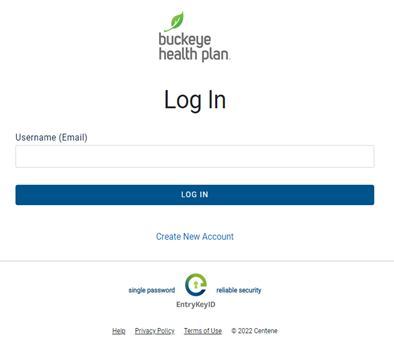 buckeye
health plan.
Log In
Username (Email)
LOG IN
Create New Account
single password reliable security
EntryKeyID
Help Privacy Policy Terms of Use © 2022 Centene